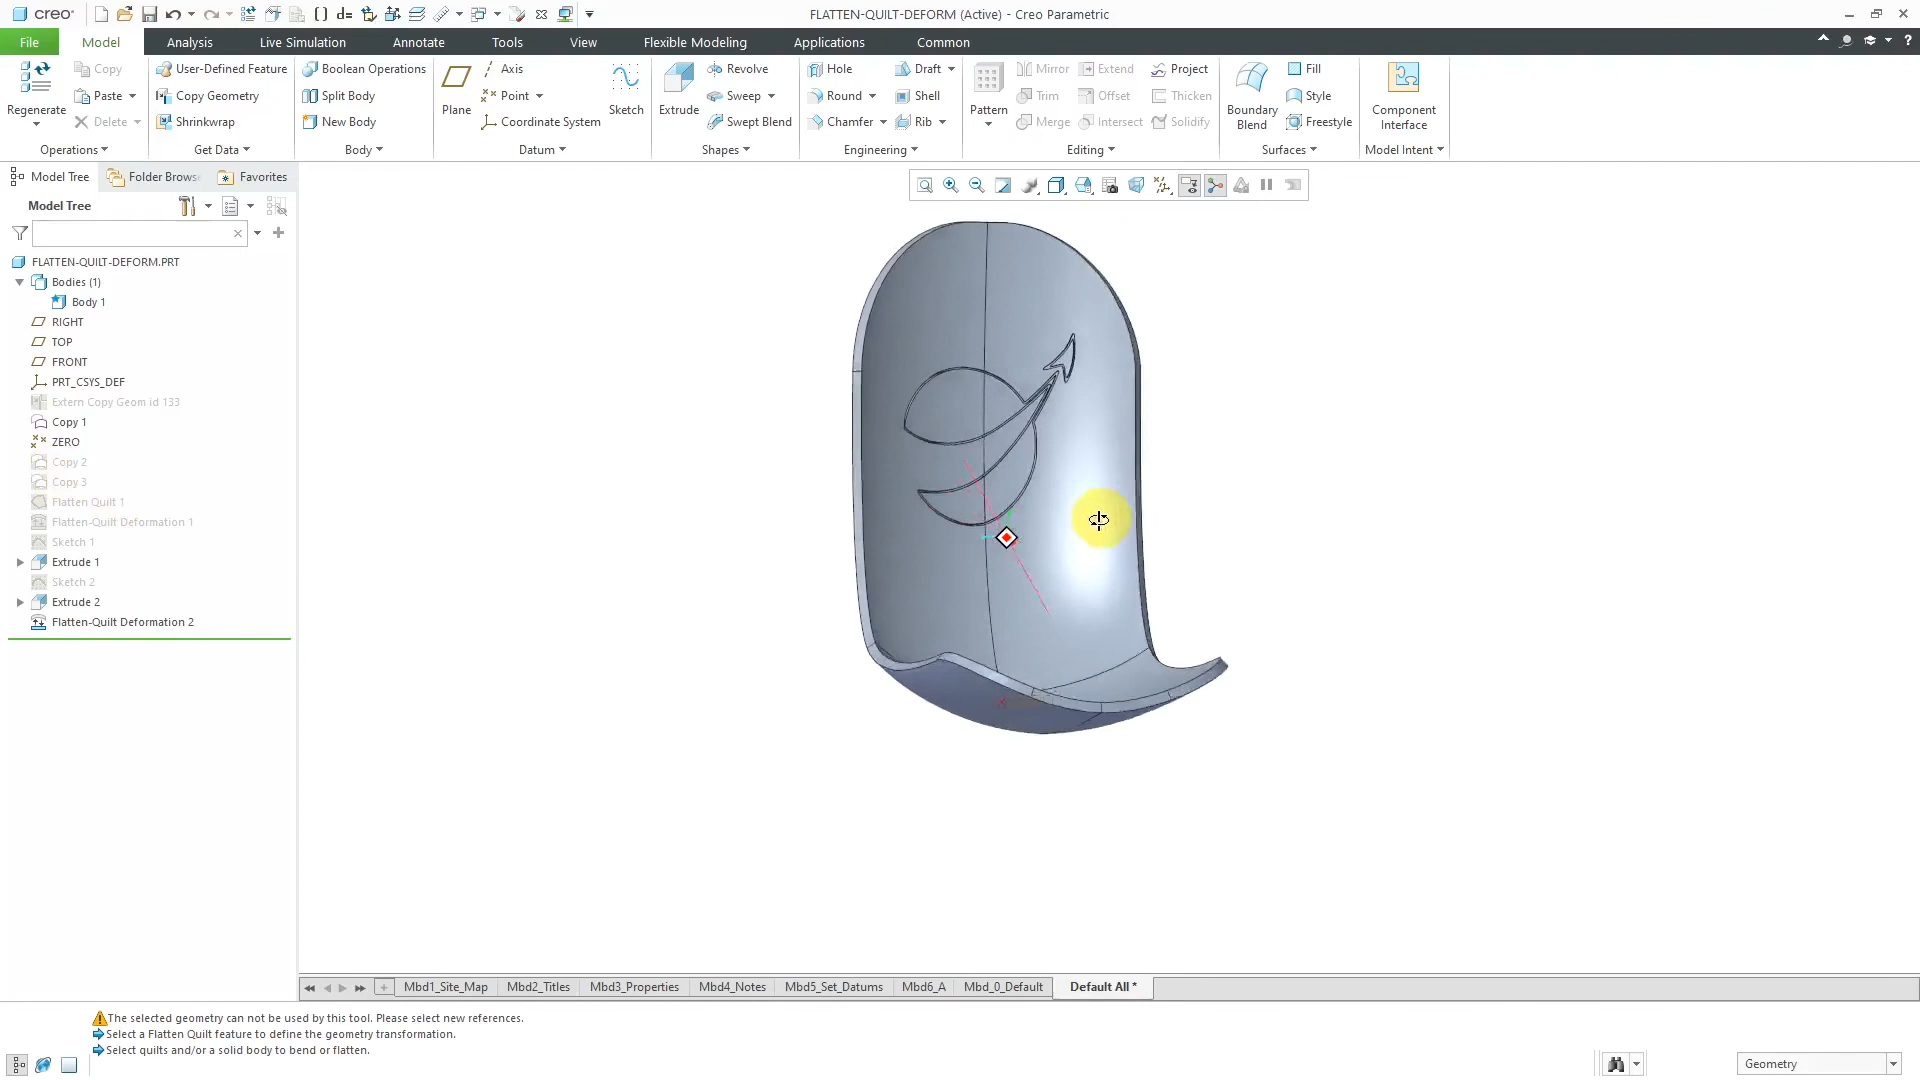 creo
FLATTEN-QUILT-DEFORM (Active) - Creo Parametric
File Model Analysis Live Simulation Annotate Tools View Flexible Modeling Applications Common
Regenerate
Copy
Paste
Delete
Operations
User-Defined Feature
Copy Geometry
Shrinkwrap
Get Data
Boolean Operations
Split Body
New Body
Body
Plane
Axis
Point
Coordinate System
Sketch
Datum
Extrude
Revolve
Sweep
Swept Blend
Shapes
Hole
Round
Chamfer
Draft
Shell
Rib
Engineering
Pattern
Mirror
Trim
Merge
Extend
Offset
Intersect
Project
Thicken
Solidify
Editing
Boundary Blend
Fill
Style
Freestyle
Surfaces
Component Interface
Model Intent
Model Tree Folder Brows Favorites
Model Tree
FLATTEN-QUILT-DEFORM.PRT
Bodies (1)
Body 1
RIGHT
TOP
FRONT
PRT_CSYS_DEF
Extern Copy Geom id 133
Copy 1
ZERO
Copy 2
Copy 3
Flatten Quilt 1
Flatten-Quilt Deformation 1
Sketch 1
Extrude 1
Sketch 2
Extrude 2
Flatten-Quilt Deformation 2
Mbd1_Site_Map Mbd2_Titles Mbd3_Properties Mbd4_Notes Mbd5_Set_Datums Mbd6_A Mbd_0_Default Default All *
The selected geometry can not be used by this tool. Please select new references.
Select a Flatten Quilt feature to define the geometry transformation.
Select quilts and/or a solid body to bend or flatten.
Geometry